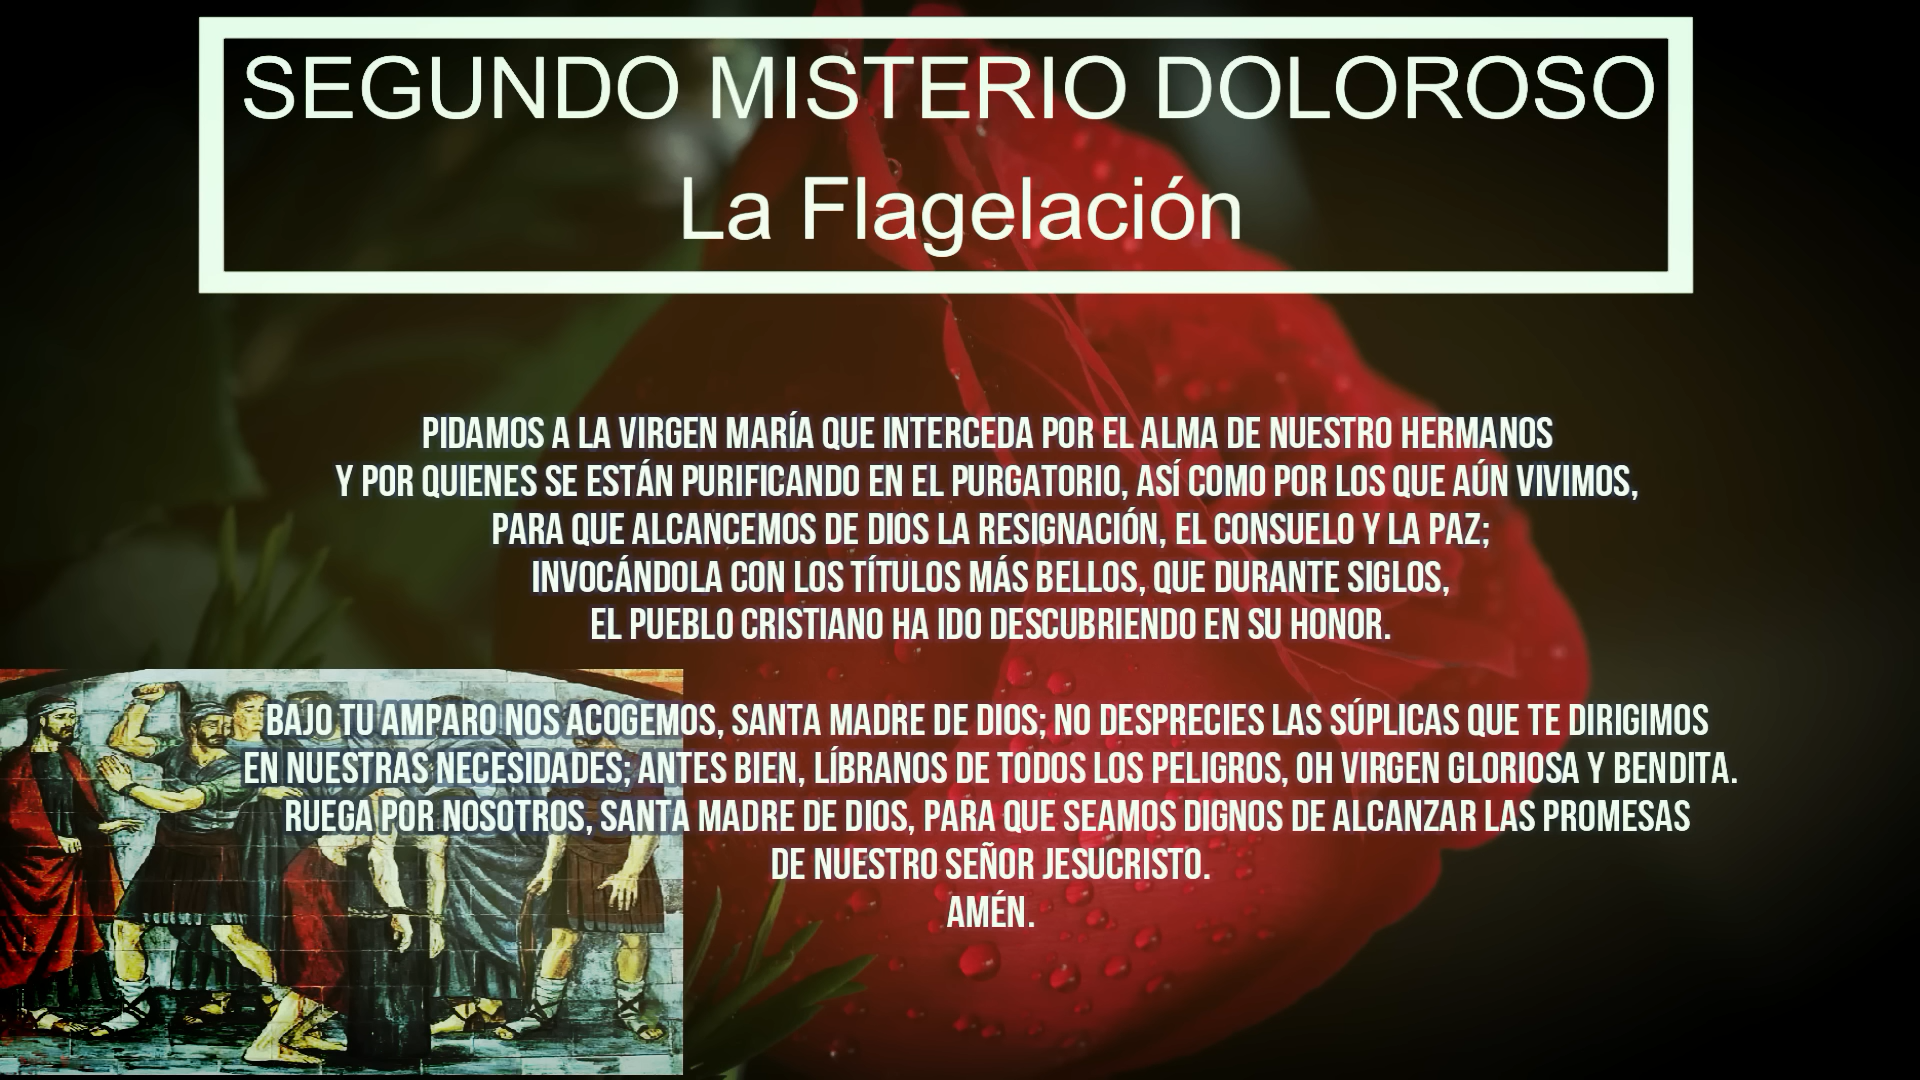 SEGUNDO MISTERIO DOLOROSO
La Flagelación
PIDAMOS A LA VIRGEN MARÍA QUE INTERCEDA POR EL ALMA DE NUESTRO HERMANOS
Y POR QUIENES SE ESTÁN PURIFICANDO EN EL PURGATORIO, ASÍ COMO POR LOS QUE AÚN VIVIMOS,
PARA QUE ALCANCEMOS DE DIOS LA RESIGNACIÓN, EL CONSUELO Y LA PAZ;
INVOCÁNDOLA CON LOS TÍTULOS MÁS BELLOS, QUE DURANTE SIGLOS,
EL PUEBLO CRISTIANO HA IDO DESCUBRIENDO EN SU HONOR.
BAJO TU AMPARO NOS ACOGEMOS, SANTA MADRE DE DIOS; NO DESPRECIES LAS SÚPLICAS QUE TE DIRIGIMOS
EN NUESTRAS NECESIDADES; ANTES BIEN, LÍBRANOS DE TODOS LOS PELIGROS, OH VIRGEN GLORIOSA Y BENDITA.
RUEGA POR NOSOTROS, SANTA MADRE DE DIOS, PARA QUE SEAMOS DIGNOS DE ALCANZAR LAS PROMESAS
DE NUESTRO SEÑOR JESUCRISTO.
AMÉN.